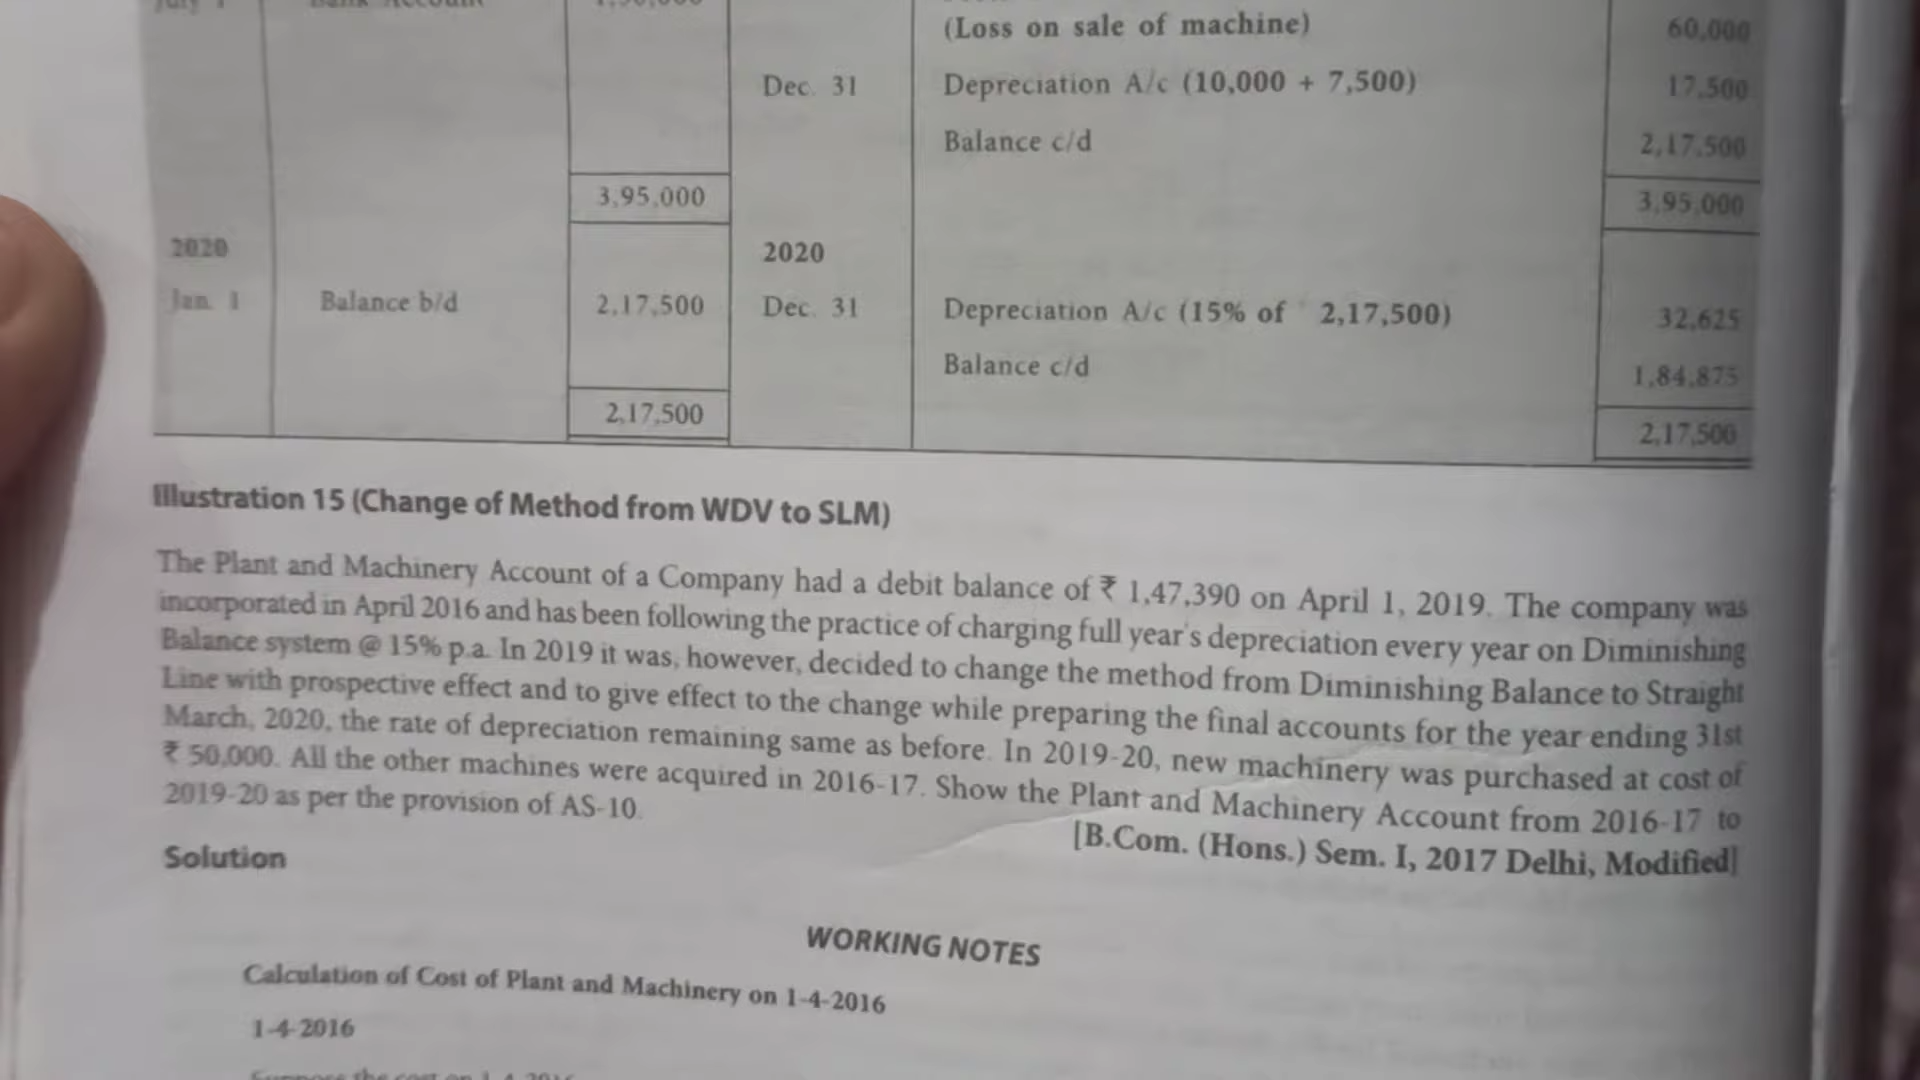 July 1 Bank Account
(Loss on sale of machine) 60,000
Dec. 31 Depreciation A/c (10,000 + 7,500) 17,500
Balance c/d 2,17,500
3,95,000 3,95,000
2020 2020
Jan. 1 Balance b/d 2,17,500 Dec. 31 Depreciation A/c (15% of 2,17,500) 32,625
Balance c/d 1,84,875
2,17,500 2,17,500
Illustration 15 (Change of Method from WDV to SLM)
The Plant and Machinery Account of a Company had a debit balance of ₹ 1,47,390 on April 1, 2019. The company was
incorporated in April 2016 and has been following the practice of charging full year's depreciation every year on Diminishing
Balance system @ 15% p.a. In 2019 it was, however, decided to change the method from Diminishing Balance to Straight
Line with prospective effect and to give effect to the change while preparing the final accounts for the year ending 31st
March, 2020, the rate of depreciation remaining same as before. In 2019-20, new machinery was purchased at cost of
₹ 50,000. All the other machines were acquired in 2016-17. Show the Plant and Machinery Account from 2016-17 to
2019-20 as per the provision of AS-10.
[B.Com. (Hons.) Sem. I, 2017 Delhi, Modified]
Solution
WORKING NOTES
Calculation of Cost of Plant and Machinery on 1-4-2016
1-4-2016
Suppose the cost on 1-4-2016